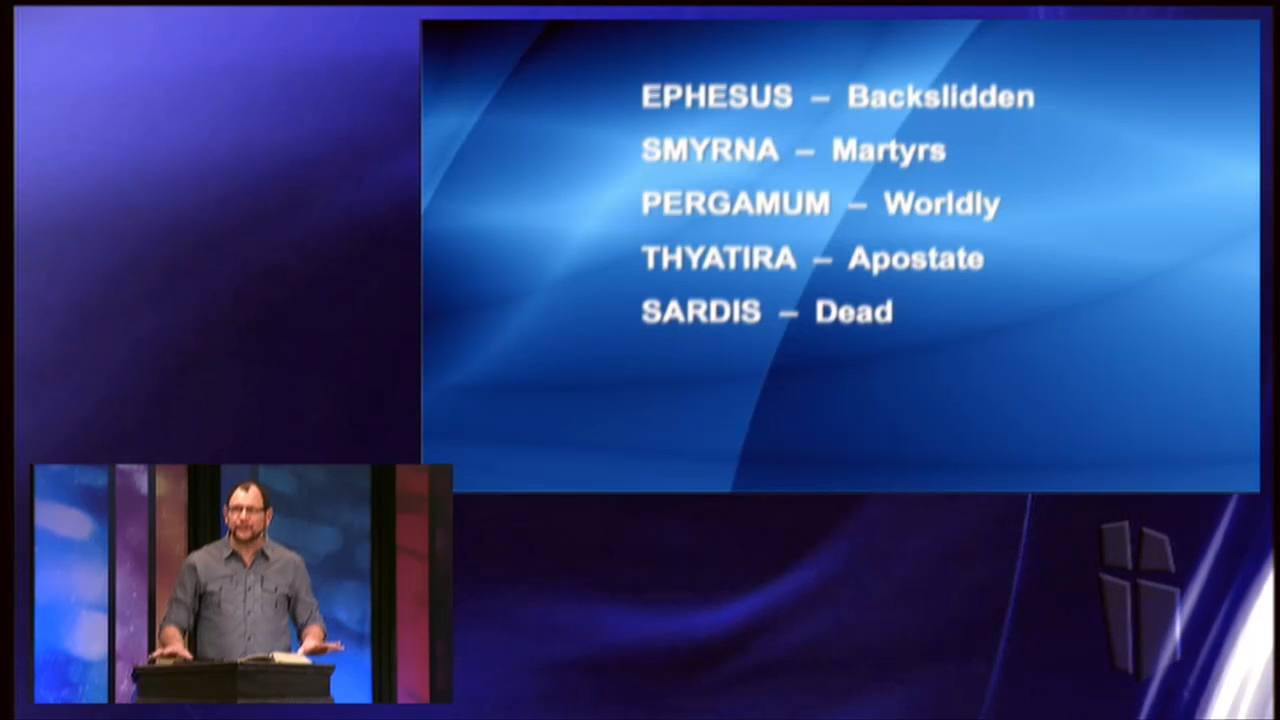 EPHESUS – Backslidden
SMYRNA – Martyrs
PERGAMUM – Worldly
THYATIRA – Apostate
SARDIS – Dead